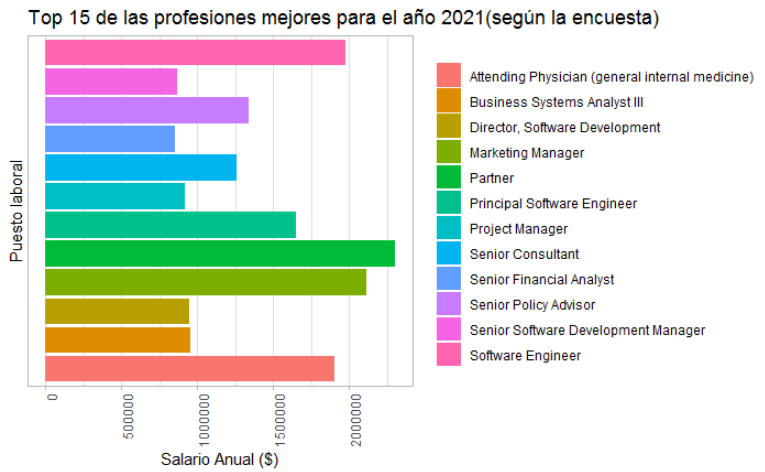 Top 15 de las profesiones mejores para el año 2021(según la encuesta)
Puesto laboral
0
500000
1000000
1500000
2000000
Salario Anual ($)
Attending Physician (general internal medicine)
Business Systems Analyst III
Director, Software Development
Marketing Manager
Partner
Principal Software Engineer
Project Manager
Senior Consultant
Senior Financial Analyst
Senior Policy Advisor
Senior Software Development Manager
Software Engineer